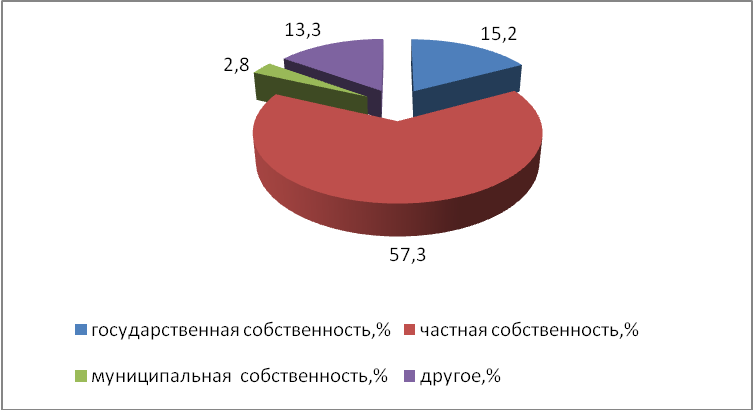 13,3
15,2
2,8
57,3
государственная собственность,%
частная собственность,%
муниципальная собственность,%
другое,%